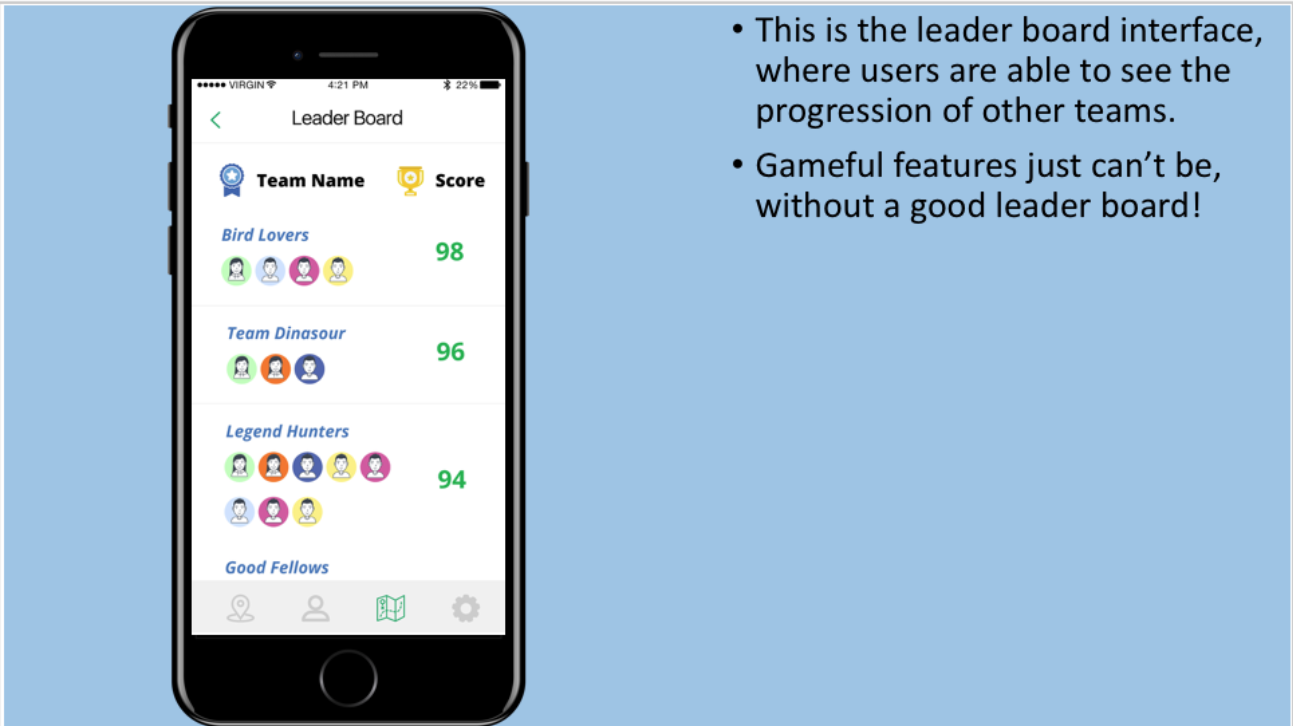 VIRGIN 4:21 PM 22%
Leader Board
Team Name Score
Bird Lovers
98
Team Dinasour
96
Legend Hunters
94
Good Fellows
• This is the leader board interface,
where users are able to see the
progression of other teams.
• Gameful features just can’t be,
without a good leader board!